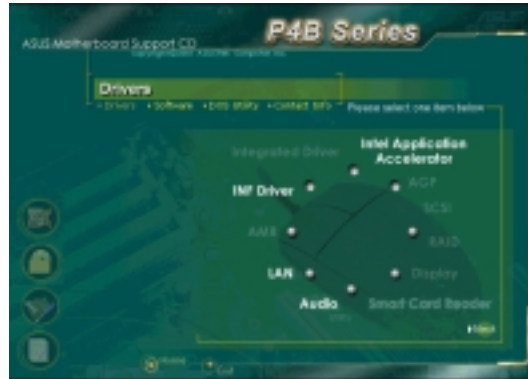 P4B Series
ASUS Motherboard Support CD
Drivers
• Drivers • Software • BIOS Utility • Contact Info
Please select one item below
Integrated Driver
Intel Application
Accelerator
INF Driver
AGP
SCSI
AMR
RAID
LAN
Display
Audio
Smart Card Reader
Exit